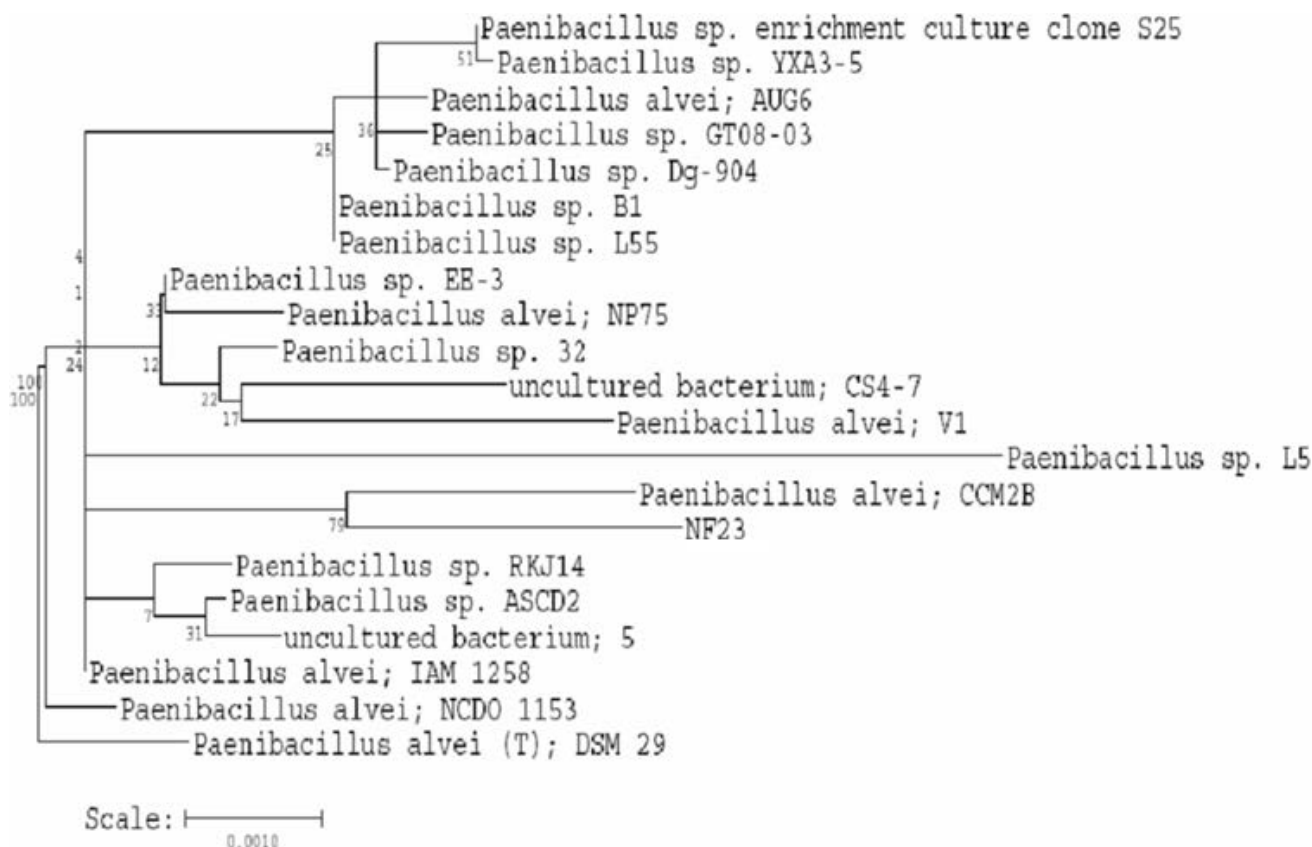 Paenibacillus sp. enrichment culture clone S25
51
Paenibacillus sp. YXA3-5
Paenibacillus alvei; AUG6
36
Paenibacillus sp. GT08-03
25
Paenibacillus sp. Dg-904
Paenibacillus sp. B1
Paenibacillus sp. L55
4
Paenibacillus sp. EE-3
1
33
Paenibacillus alvei; NP75
2
Paenibacillus sp. 32
24
12
100
uncultured bacterium; CS4-7
100
22
17
Paenibacillus alvei; V1
Paenibacillus sp. L5
Paenibacillus alvei; CCM2B
79
NF23
Paenibacillus sp. RKJ14
Paenibacillus sp. ASCD2
7
31
uncultured bacterium; 5
Paenibacillus alvei; IAM 1258
Paenibacillus alvei; NCDO 1153
Paenibacillus alvei (T); DSM 29
Scale:
0.0010